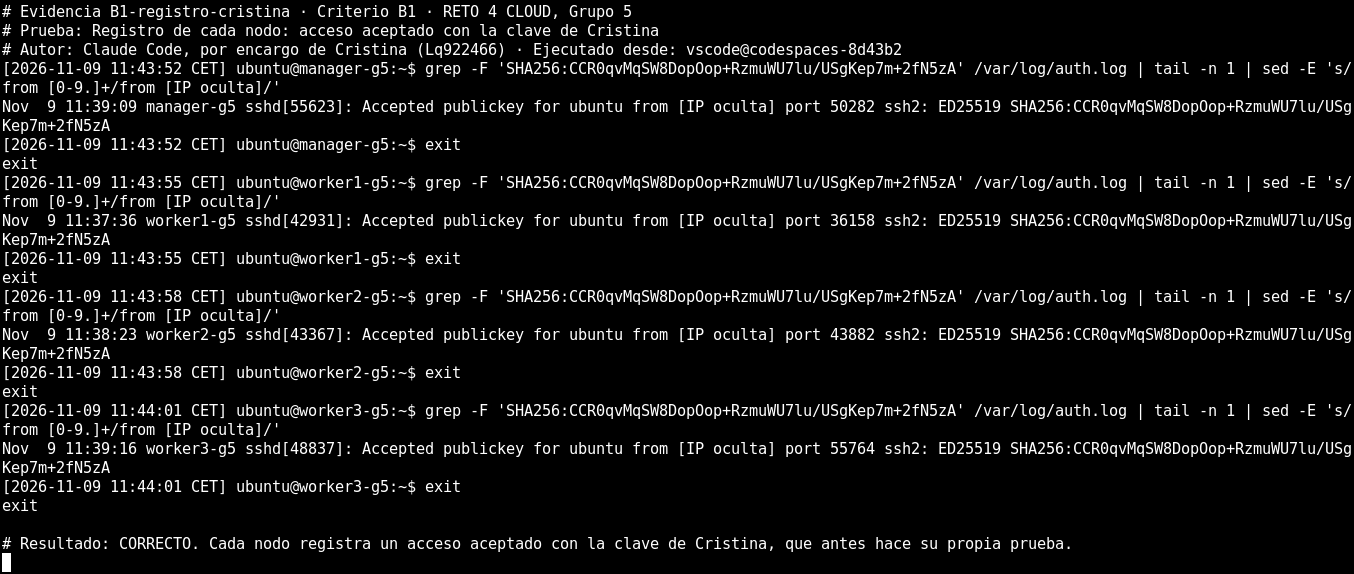 # Evidencia B1-registro-cristina · Criterio B1 · RETO 4 CLOUD, Grupo 5
# Prueba: Registro de cada nodo: acceso aceptado con la clave de Cristina
# Autor: Claude Code, por encargo de Cristina (Lq922466) · Ejecutado desde: vscode@codespaces-8d43b2
[2026-11-09 11:43:52 CET] ubuntu@manager-g5:~$ grep -F 'SHA256:CCR0qvMqSW8DopOop+RzmuWU7lu/USgKep7m+2fN5zA' /var/log/auth.log | tail -n 1 | sed -E 's/
from [0-9.]+/from [IP oculta]/'
Nov  9 11:39:09 manager-g5 sshd[55623]: Accepted publickey for ubuntu from [IP oculta] port 50282 ssh2: ED25519 SHA256:CCR0qvMqSW8DopOop+RzmuWU7lu/USg
Kep7m+2fN5zA
[2026-11-09 11:43:52 CET] ubuntu@manager-g5:~$ exit
exit
[2026-11-09 11:43:55 CET] ubuntu@worker1-g5:~$ grep -F 'SHA256:CCR0qvMqSW8DopOop+RzmuWU7lu/USgKep7m+2fN5zA' /var/log/auth.log | tail -n 1 | sed -E 's/
from [0-9.]+/from [IP oculta]/'
Nov  9 11:37:36 worker1-g5 sshd[42931]: Accepted publickey for ubuntu from [IP oculta] port 36158 ssh2: ED25519 SHA256:CCR0qvMqSW8DopOop+RzmuWU7lu/USg
Kep7m+2fN5zA
[2026-11-09 11:43:55 CET] ubuntu@worker1-g5:~$ exit
exit
[2026-11-09 11:43:58 CET] ubuntu@worker2-g5:~$ grep -F 'SHA256:CCR0qvMqSW8DopOop+RzmuWU7lu/USgKep7m+2fN5zA' /var/log/auth.log | tail -n 1 | sed -E 's/
from [0-9.]+/from [IP oculta]/'
Nov  9 11:38:23 worker2-g5 sshd[43367]: Accepted publickey for ubuntu from [IP oculta] port 43882 ssh2: ED25519 SHA256:CCR0qvMqSW8DopOop+RzmuWU7lu/USg
Kep7m+2fN5zA
[2026-11-09 11:43:58 CET] ubuntu@worker2-g5:~$ exit
exit
[2026-11-09 11:44:01 CET] ubuntu@worker3-g5:~$ grep -F 'SHA256:CCR0qvMqSW8DopOop+RzmuWU7lu/USgKep7m+2fN5zA' /var/log/auth.log | tail -n 1 | sed -E 's/
from [0-9.]+/from [IP oculta]/'
Nov  9 11:39:16 worker3-g5 sshd[48837]: Accepted publickey for ubuntu from [IP oculta] port 55764 ssh2: ED25519 SHA256:CCR0qvMqSW8DopOop+RzmuWU7lu/USg
Kep7m+2fN5zA
[2026-11-09 11:44:01 CET] ubuntu@worker3-g5:~$ exit
exit
# Resultado: CORRECTO. Cada nodo registra un acceso aceptado con la clave de Cristina, que antes hace su propia prueba.